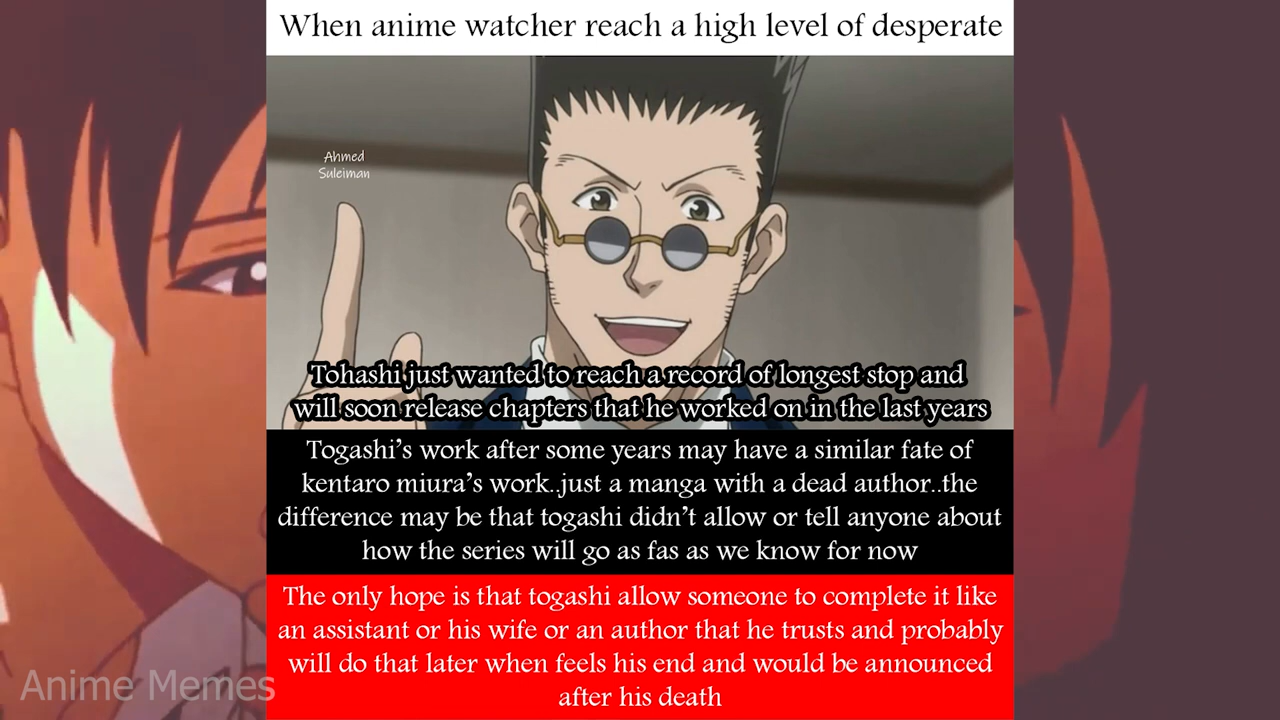 When anime watcher reach a high level of desperate
Ahmed
Suleiman
Tohashi just wanted to reach a record of longest stop and
will soon release chapters that he worked on in the last years
Togashi's work after some years may have a similar fate of
kentaro miura's work..just a manga with a dead author..the
difference may be that togashi didn't allow or tell anyone about
how the series will go as fas as we know for now
The only hope is that togashi allow someone to complete it like
an assistant or his wife or an author that he trusts and probably
will do that later when feels his end and would be announced
after his death
Anime Memes